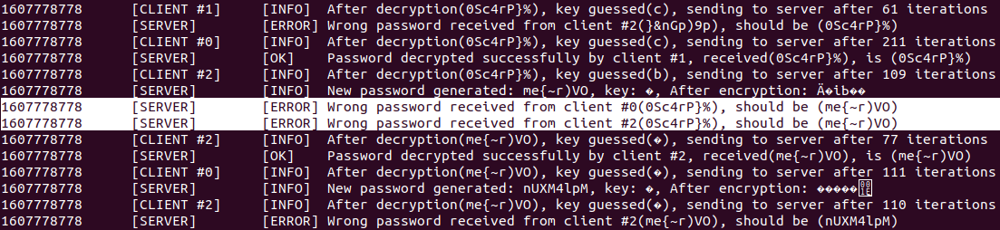 1607778778 [CLIENT #1] [INFO] After decryption(0Sc4rP}%), key guessed(c), sending to server after 61 iterations
1607778778 [SERVER] [ERROR] Wrong password received from client #2(}&nGp)9p), should be (0Sc4rP}%)
1607778778 [CLIENT #0] [INFO] After decryption(0Sc4rP}%), key guessed(c), sending to server after 211 iterations
1607778778 [SERVER] [OK] Password decrypted successfully by client #1, received(0Sc4rP}%), is (0Sc4rP}%)
1607778778 [CLIENT #2] [INFO] After decryption(0Sc4rP}%), key guessed(b), sending to server after 109 iterations
1607778778 [SERVER] [INFO] New password generated: me{~r)VO, key: �, After encryption: Ä�iЬ��
1607778778 [SERVER] [ERROR] Wrong password received from client #0(0Sc4rP}%), should be (me{~r)VO)
1607778778 [SERVER] [ERROR] Wrong password received from client #2(0Sc4rP}%), should be (me{~r)VO)
1607778778 [CLIENT #2] [INFO] After decryption(me{~r)VO), key guessed(�), sending to server after 77 iterations
1607778778 [SERVER] [OK] Password decrypted successfully by client #2, received(me{~r)VO), is (me{~r)VO)
1607778778 [CLIENT #0] [INFO] After decryption(me{~r)VO), key guessed(�), sending to server after 111 iterations
1607778778 [SERVER] [INFO] New password generated: nUXM4lpM, key: �, After encryption: �����
1607778778 [CLIENT #2] [INFO] After decryption(me{~r)VO), key guessed(�), sending to server after 110 iterations
1607778778 [SERVER] [ERROR] Wrong password received from client #2(me{~r)VO), should be (nUXM4lpM)